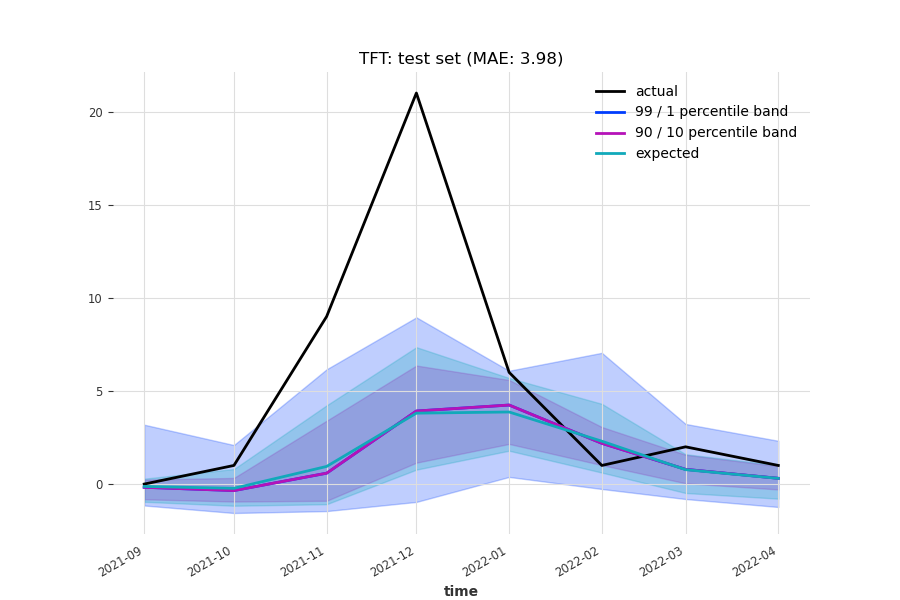 TFT: test set (MAE: 3.98)
actual
99 / 1 percentile band
90 / 10 percentile band
expected
20
15
10
5
0
2021-09
2021-10
2021-11
2021-12
2022-01
2022-02
2022-03
2022-04
time